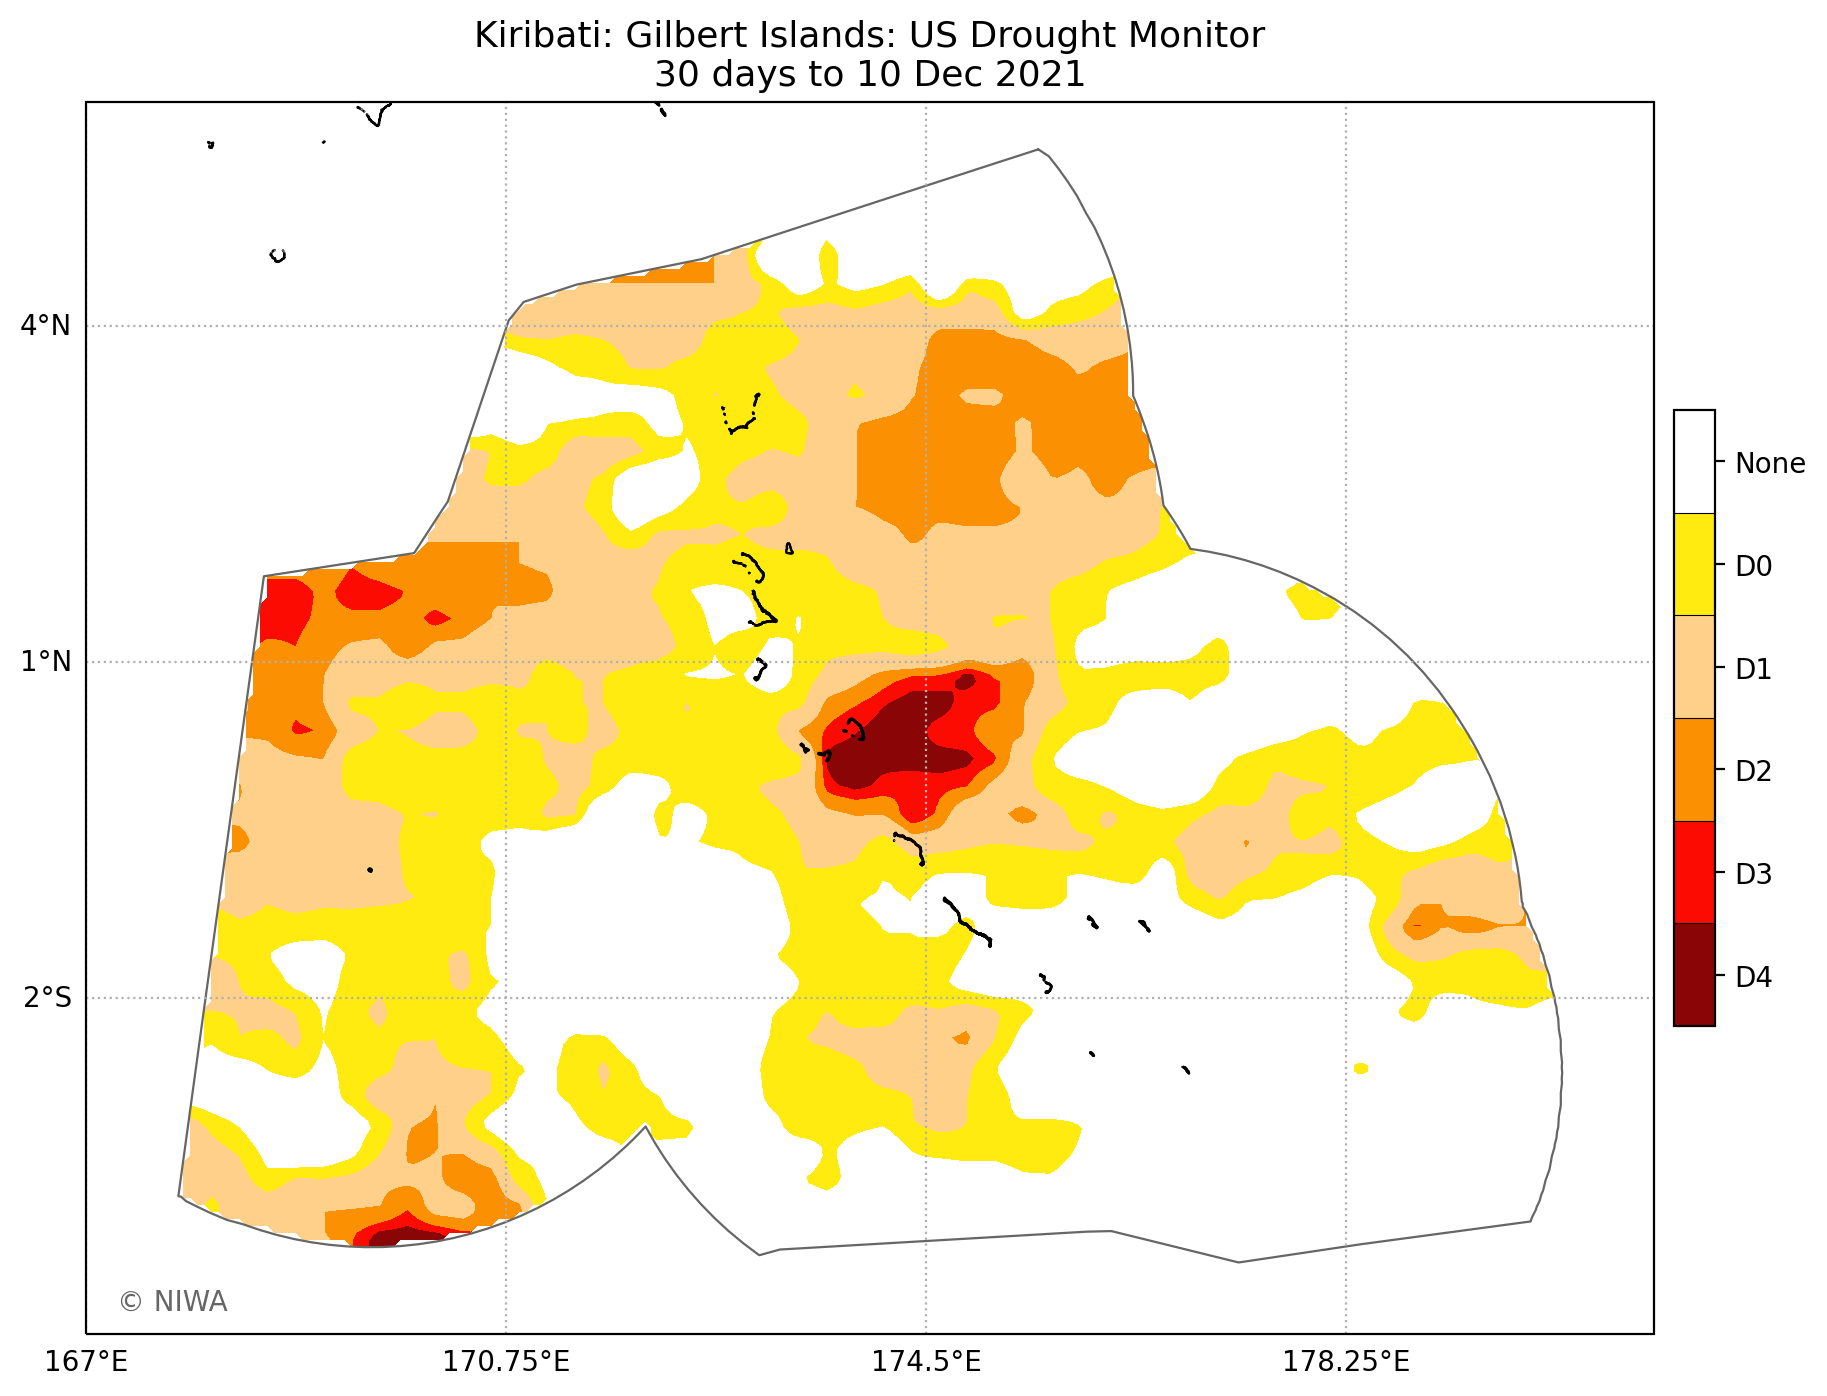 Kiribati: Gilbert Islands: US Drought Monitor
30 days to 10 Dec 2021
4°N
1°N
2°S
167°E
170.75°E
174.5°E
178.25°E
None
D0
D1
D2
D3
D4
© NIWA